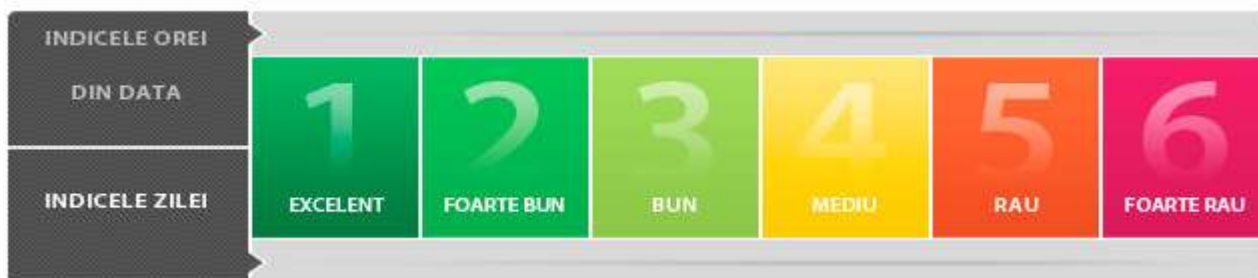 INDICELE OREI
DIN DATA
INDICELE ZILEI
1
EXCELENT
2
FOARTE BUN
3
BUN
4
MEDIU
5
RAU
6
FOARTE RAU